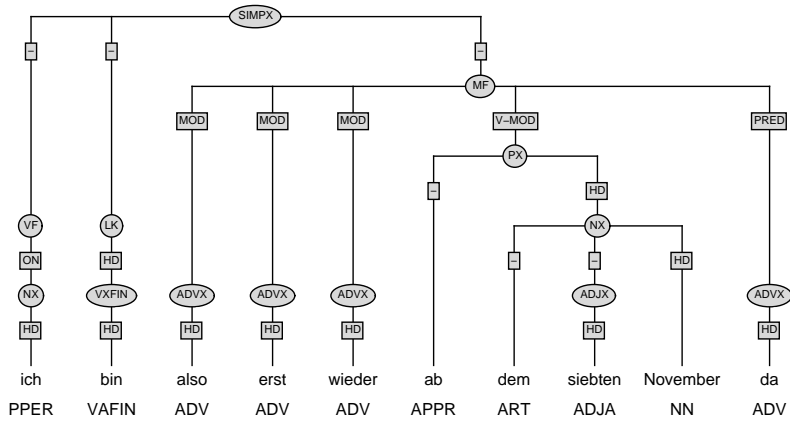 SIMPX
– – –
MF
MOD MOD MOD V–MOD PRED
PX
– HD
VF LK NX
ON HD – – HD
NX VXFIN ADVX ADVX ADVX ADJX ADVX
HD HD HD HD HD HD HD
ich bin also erst wieder ab dem siebten November da
PPER VAFIN ADV ADV ADV APPR ART ADJA NN ADV